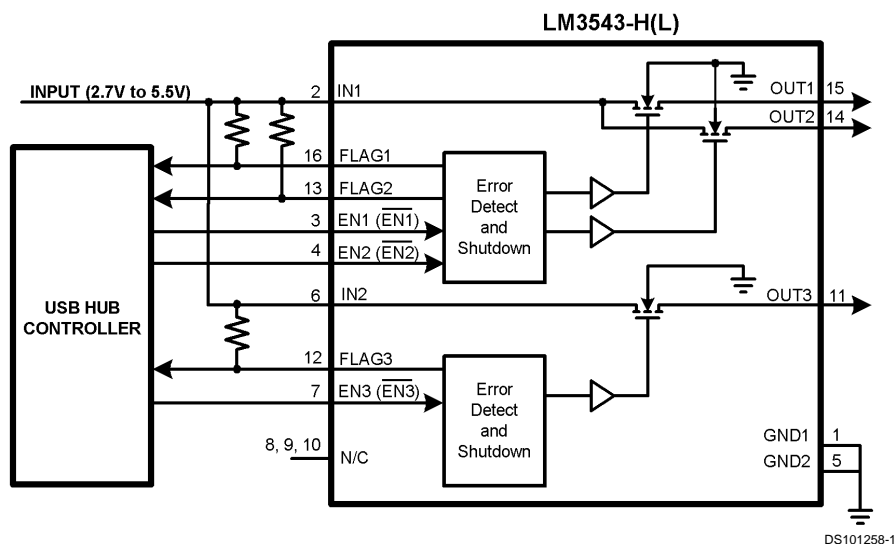 LM3543-H(L)
INPUT (2.7V to 5.5V)
2 IN1
OUT1 15
OUT2 14
16 FLAG1
13 FLAG2
3 EN1 (EN1)
4 EN2 (EN2)
Error
Detect
and
Shutdown
USB HUB
CONTROLLER
6 IN2
OUT3 11
12 FLAG3
7 EN3 (EN3)
Error
Detect
and
Shutdown
8, 9, 10 N/C
GND1 1
GND2 5
DS101258-1